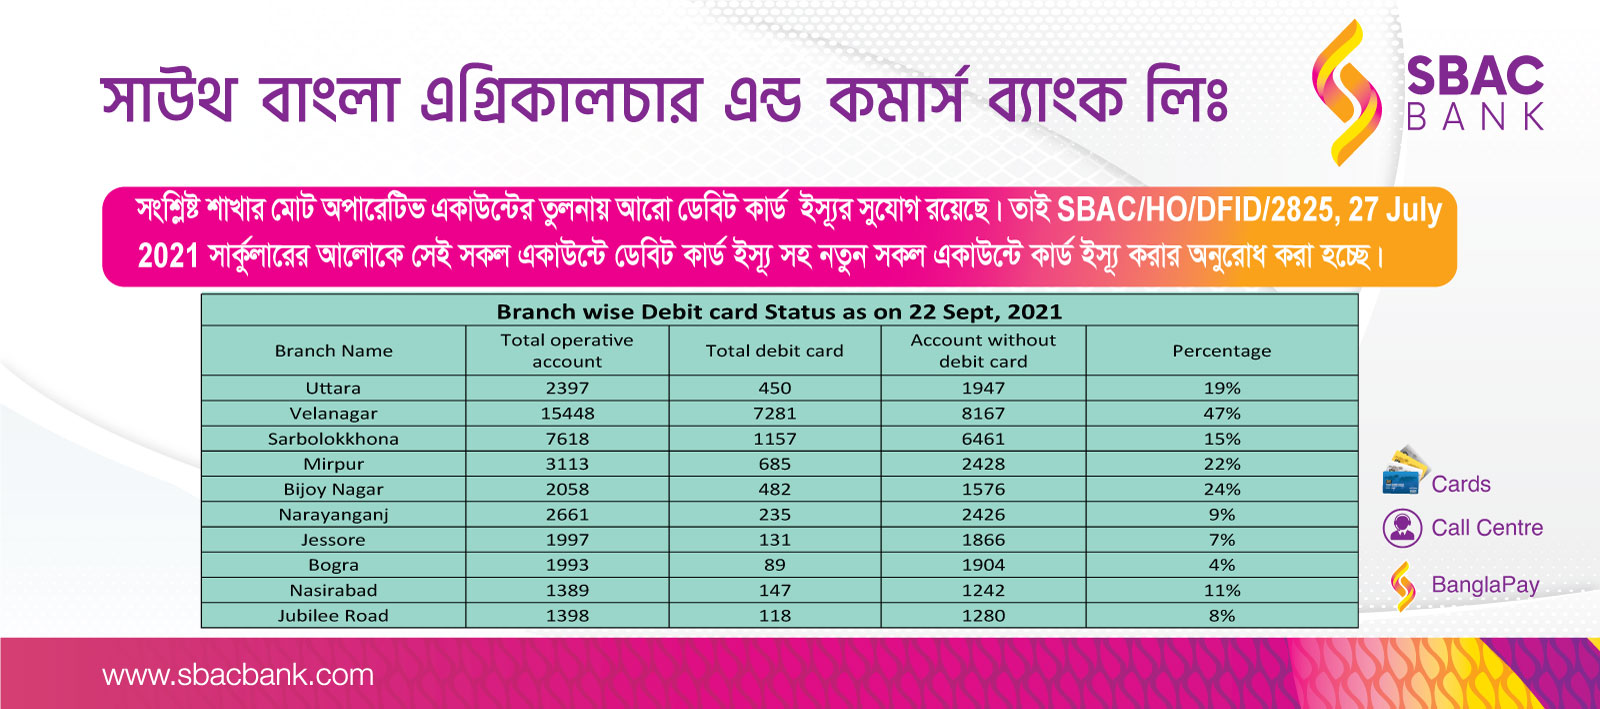 সাউথ বাংলা এগ্রিকালচার এন্ড কমার্স ব্যাংক লিঃ
SBAC
BANK
সংশ্লিষ্ট শাখার মোট অপারেটিভ একাউন্টের তুলনায় আরো ডেবিট কার্ড ইস্যূর সুযোগ রয়েছে। তাই SBAC/HO/DFID/2825, 27 July
2021 সার্কুলারের আলোকে সেই সকল একাউন্টে ডেবিট কার্ড ইস্যূ সহ নতুন সকল একাউন্টে কার্ড ইস্যূ করার অনুরোধ করা হচ্ছে।
Branch wise Debit card Status as on 22 Sept, 2021
Branch Name Total operative account Total debit card Account without debit card Percentage
Uttara 2397 450 1947 19%
Velanagar 15448 7281 8167 47%
Sarbolokkhona 7618 1157 6461 15%
Mirpur 3113 685 2428 22%
Bijoy Nagar 2058 482 1576 24%
Narayanganj 2661 235 2426 9%
Jessore 1997 131 1866 7%
Bogra 1993 89 1904 4%
Nasirabad 1389 147 1242 11%
Jubilee Road 1398 118 1280 8%
Cards
Call Centre
BanglaPay
www.sbacbank.com